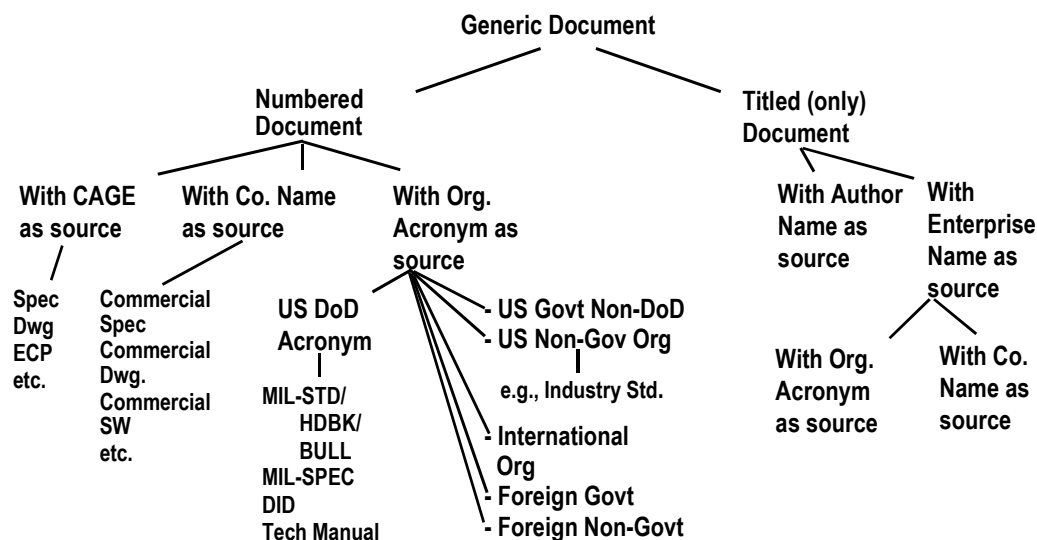 Generic Document
Numbered
Document
Titled (only)
Document
With CAGE
as source
With Co. Name
as source
With Org.
Acronym as
source
With Author
Name as
source
With
Enterprise
Name as
source
Spec
Dwg
ECP
etc.
Commercial
Spec
Commercial
Dwg.
Commercial
SW
etc.
US DoD
Acronym
MIL-STD/
HDBK/
BULL
MIL-SPEC
DID
Tech Manual
- US Govt Non-DoD
- US Non-Gov Org
e.g., Industry Std.
- International
Org
- Foreign Govt
- Foreign Non-Govt
With Org.
Acronym
as source
With Co.
Name as
source